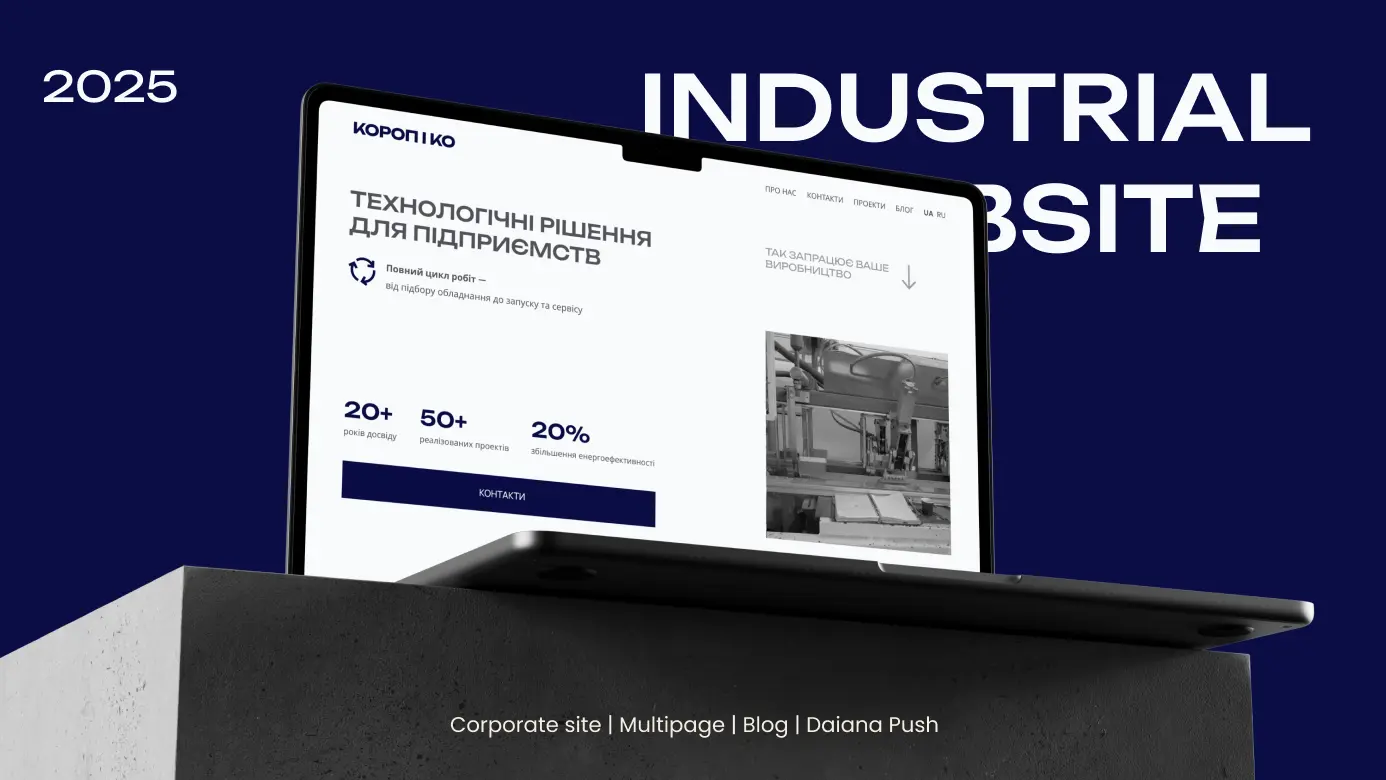 2025
INDUSTRIAL
BSITE
КОРОП І КО
ПРО НАС КОНТАКТИ ПРОЕКТИ БЛОГ UA RU
ТЕХНОЛОГІЧНІ РІШЕННЯ
ДЛЯ ПІДПРИЄМСТВ
Повний цикл робіт —
від підбору обладнання до запуску та сервісу
ТАК ЗАПРАЦЮЄ ВАШЕ
ВИРОБНИЦТВО
20+ 50+ 20%
років досвіду реалізованих проектів збільшення енергоефективності
КОНТАКТИ
Corporate site | Multipage | Blog | Daiana Push